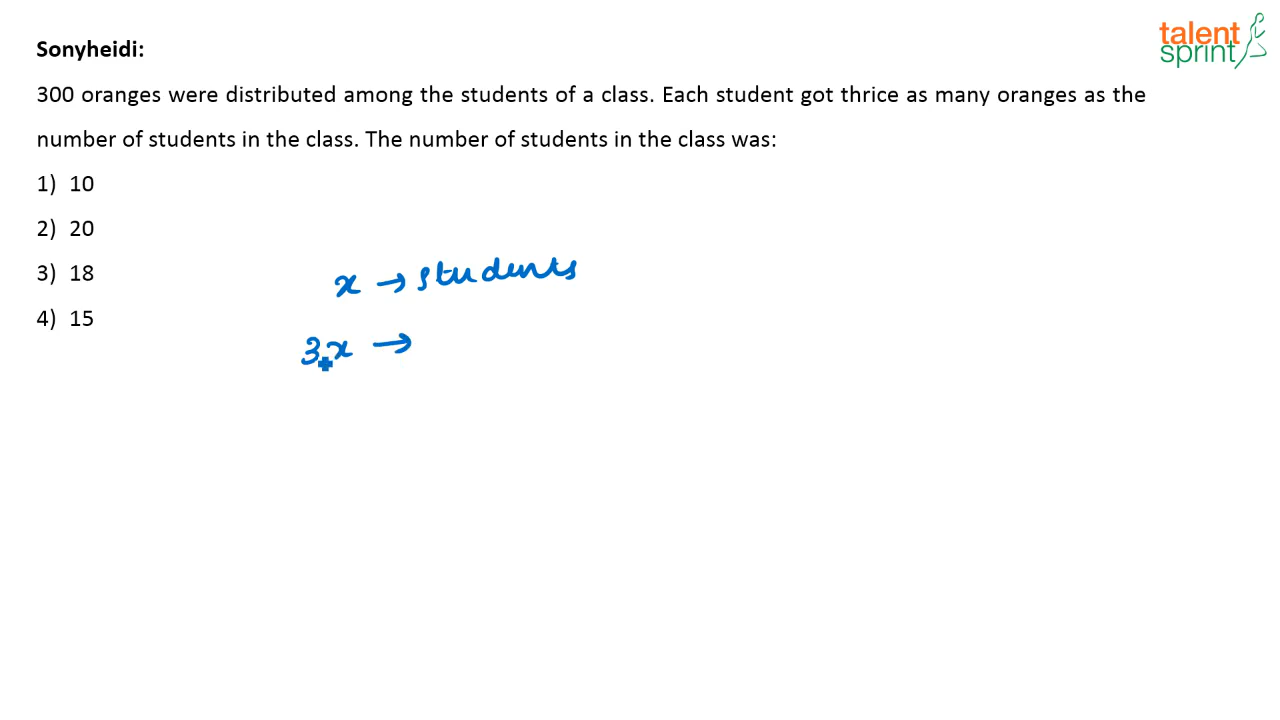 talent
sprint
Sonyheidi:
300 oranges were distributed among the students of a class. Each student got thrice as many oranges as the
number of students in the class. The number of students in the class was:
1) 10
2) 20
3) 18
4) 15
x → students
3x →